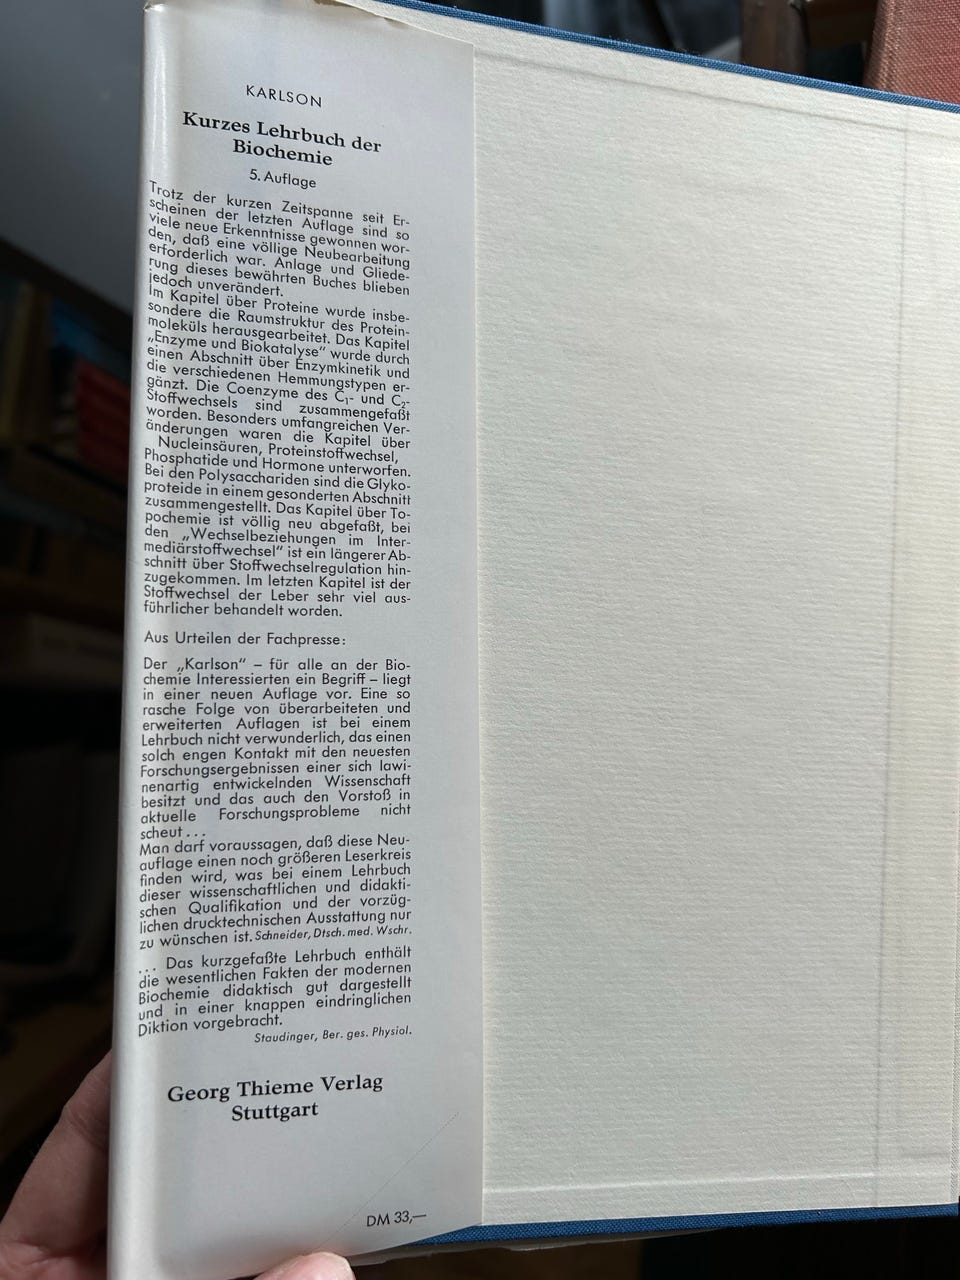 KARLSON
Kurzes Lehrbuch der
Biochemie
5. Auflage
Trotz der kurzen Zeitspanne seit Er-
scheinen der letzten Auflage sind so
viele neue Erkenntnisse gewonnen wor-
den, daß eine völlige Neubearbeitung
erforderlich war. Anlage und Gliede-
rung dieses bewährten Buches blieben
jedoch unverändert.
Im Kapitel über Proteine wurde insbe-
sondere die Raumstruktur des Protein-
moleküls herausgearbeitet. Das Kapitel
„Enzyme und Biokatalyse“ wurde durch
einen Abschnitt über Enzymkinetik und
die verschiedenen Hemmungstypen er-
gänzt. Die Coenzyme des C₁- und C₂-
Stoffwechsels sind zusammengefaßt
worden. Besonders umfangreichen Ver-
änderungen waren die Kapitel über
Nucleinsäuren, Proteinstoffwechsel,
Phosphatide und Hormone unterworfen.
Bei den Polysacchariden sind die Glyko-
proteide in einem gesonderten Abschnitt
zusammengestellt. Das Kapitel über To-
pochemie ist völlig neu abgefaßt, bei
den „Wechselbeziehungen im Inter-
mediärstoffwechsel“ ist ein längerer Ab-
schnitt über Stoffwechselregulation hin-
zugekommen. Im letzten Kapitel ist der
Stoffwechsel der Leber sehr viel aus-
führlicher behandelt worden.
Aus Urteilen der Fachpresse:
Der „Karlson“ – für alle an der Bio-
chemie Interessierten ein Begriff – liegt
in einer neuen Auflage vor. Eine so
rasche Folge von überarbeiteten und
erweiterten Auflagen ist bei einem
Lehrbuch nicht verwunderlich, das einen
solch engen Kontakt mit den neuesten
Forschungsergebnissen einer sich lawi-
nenartig entwickelnden Wissenschaft
besitzt und das auch den Vorstoß in
aktuelle Forschungsprobleme nicht
scheut . . .
Man darf voraussagen, daß diese Neu-
auflage einen noch größeren Leserkreis
finden wird, was bei einem Lehrbuch
dieser wissenschaftlichen und didakti-
schen Qualifikation und der vorzüg-
lichen drucktechnischen Ausstattung nur
zu wünschen ist. Schneider, Dtsch. med. Wschr.
. . . Das kurzgefaßte Lehrbuch enthält
die wesentlichen Fakten der modernen
Biochemie didaktisch gut dargestellt
und in einer knappen eindringlichen
Diktion vorgebracht.
Staudinger, Ber. ges. Physiol.
Georg Thieme Verlag
Stuttgart
DM 33,—